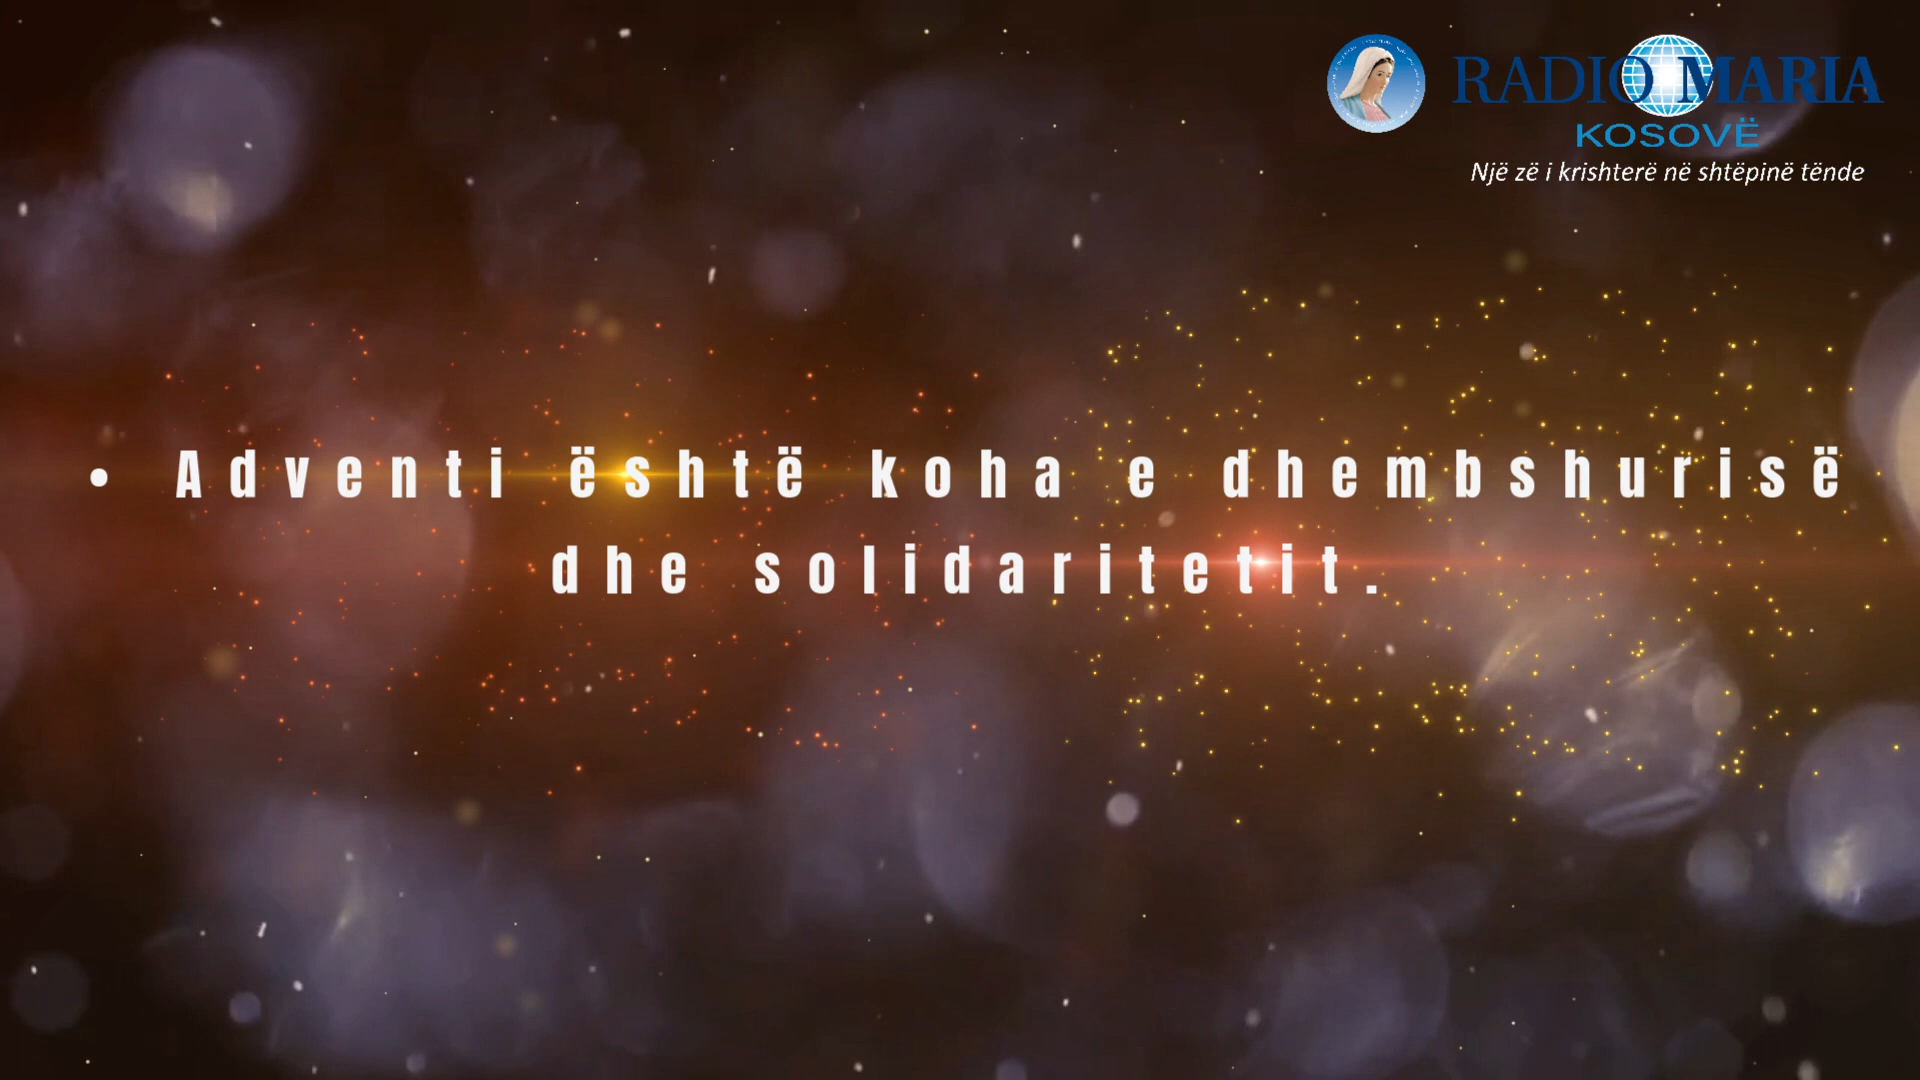 RADIO MARIA
KOSOVË
Një zë i krishterë në shtëpinë tënde
• Adventi është koha e dhembshurisë
dhe solidaritetit.